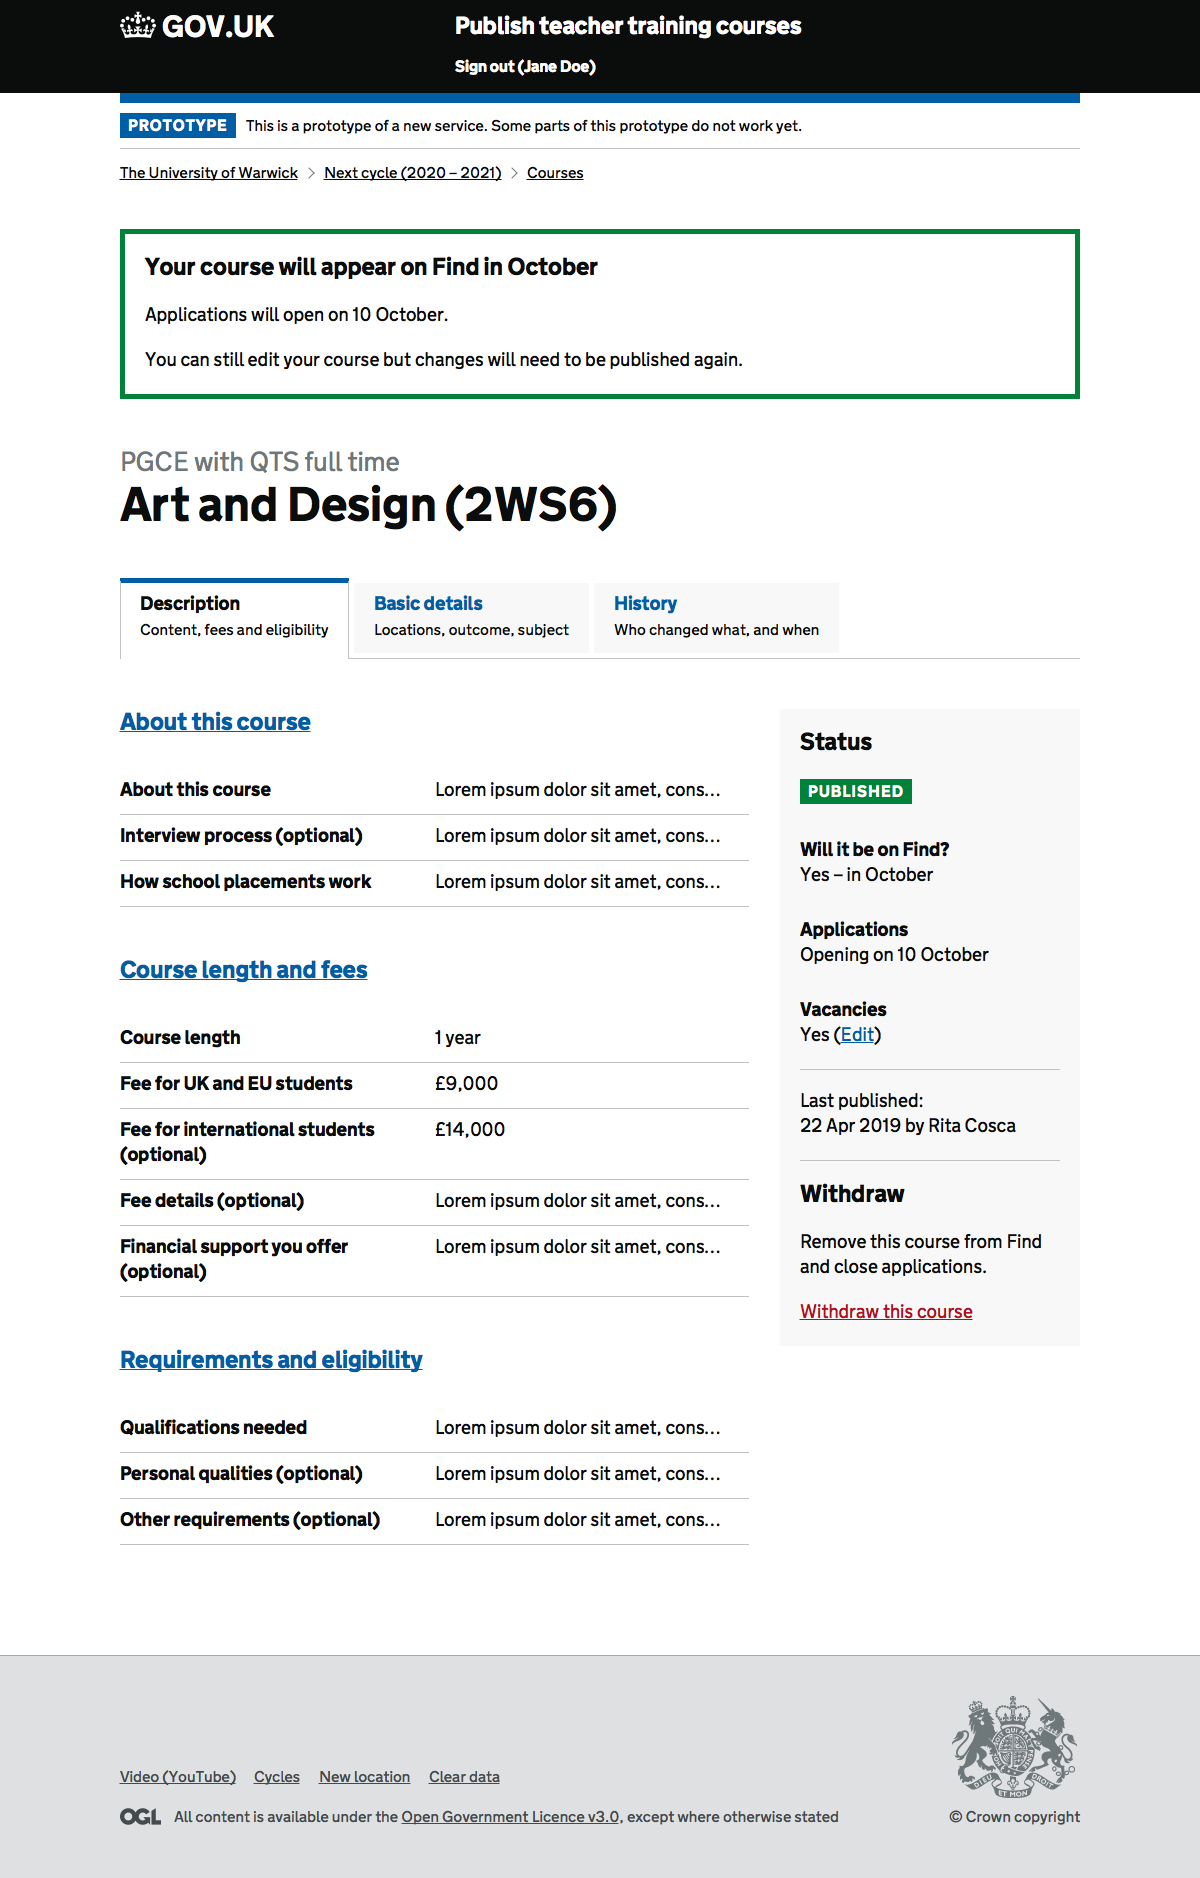 GOV.UK
Publish teacher training courses
Sign out (Jane Doe)
PROTOTYPE This is a prototype of a new service. Some parts of this prototype do not work yet.
The University of Warwick > Next cycle (2020 – 2021) > Courses
Your course will appear on Find in October
Applications will open on 10 October.
You can still edit your course but changes will need to be published again.
PGCE with QTS full time
Art and Design (2WS6)
Description
Content, fees and eligibility
Basic details
Locations, outcome, subject
History
Who changed what, and when
About this course
About this course Lorem ipsum dolor sit amet, cons…
Interview process (optional) Lorem ipsum dolor sit amet, cons…
How school placements work Lorem ipsum dolor sit amet, cons…
Course length and fees
Course length 1 year
Fee for UK and EU students £9,000
Fee for international students £14,000
(optional)
Fee details (optional) Lorem ipsum dolor sit amet, cons…
Financial support you offer Lorem ipsum dolor sit amet, cons…
(optional)
Requirements and eligibility
Qualifications needed Lorem ipsum dolor sit amet, cons…
Personal qualities (optional) Lorem ipsum dolor sit amet, cons…
Other requirements (optional) Lorem ipsum dolor sit amet, cons…
Status
PUBLISHED
Will it be on Find?
Yes – in October
Applications
Opening on 10 October
Vacancies
Yes (Edit)
Last published:
22 Apr 2019 by Rita Cosca
Withdraw
Remove this course from Find
and close applications.
Withdraw this course
Video (YouTube) Cycles New location Clear data
OGL All content is available under the Open Government Licence v3.0, except where otherwise stated
DIEU ET MON DROIT
© Crown copyright